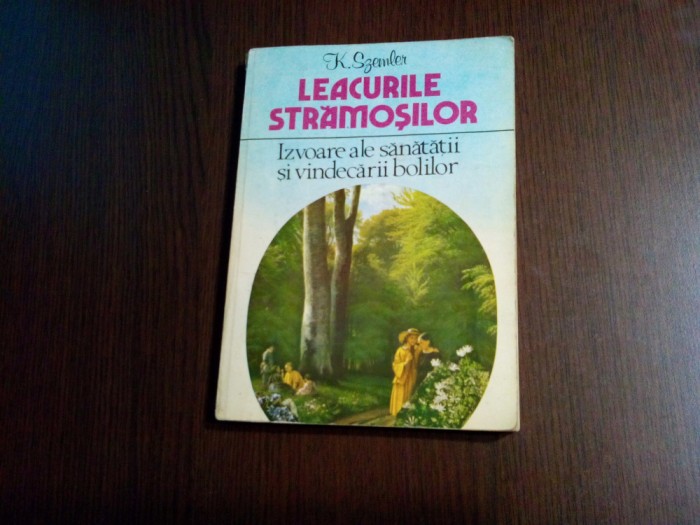 K. Szemler
LEACURILE
STRĂMOȘILOR
Izvoare ale sănătății
și vindecării bolilor